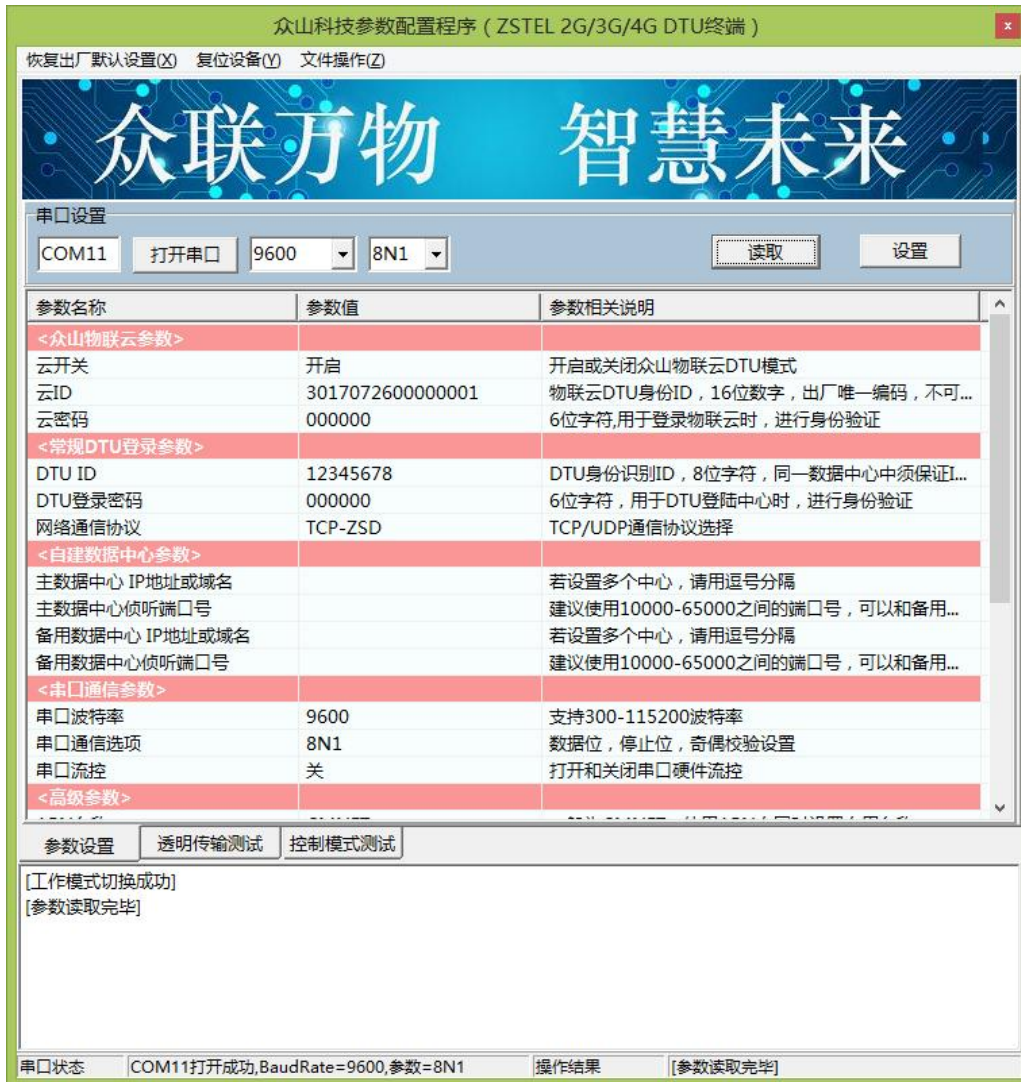 众山科技参数配置程序（ZSTEL 2G/3G/4G DTU终端）
x
恢复出厂默认设置(X) 复位设备(Y) 文件操作(Z)
众联万物 智慧未来
串口设置
COM11 打开串口 9600 8N1 读取 设置
参数名称 参数值 参数相关说明
<众山物联云参数>
云开关 开启 开启或关闭众山物联云DTU模式
云ID 3017072600000001 物联云DTU身份ID，16位数字，出厂唯一编码，不可...
云密码 000000 6位字符,用于登录物联云时，进行身份验证
<常规DTU登录参数>
DTU ID 12345678 DTU身份识别ID，8位字符，同一数据中心中须保证I...
DTU登录密码 000000 6位字符，用于DTU登陆中心时，进行身份验证
网络通信协议 TCP-ZSD TCP/UDP通信协议选择
<自建数据中心参数>
主数据中心 IP地址或域名 若设置多个中心，请用逗号分隔
主数据中心侦听端口号 建议使用10000-65000之间的端口号，可以和备用...
备用数据中心 IP地址或域名 若设置多个中心，请用逗号分隔
备用数据中心侦听端口号 建议使用10000-65000之间的端口号，可以和备用...
<串口通信参数>
串口波特率 9600 支持300-115200波特率
串口通信选项 8N1 数据位，停止位，奇偶校验设置
串口流控 关 打开和关闭串口硬件流控
<高级参数>
参数设置 透明传输测试 控制模式测试
[工作模式切换成功]
[参数读取完毕]
串口状态 COM11打开成功,BaudRate=9600,参数=8N1 操作结果 [参数读取完毕]